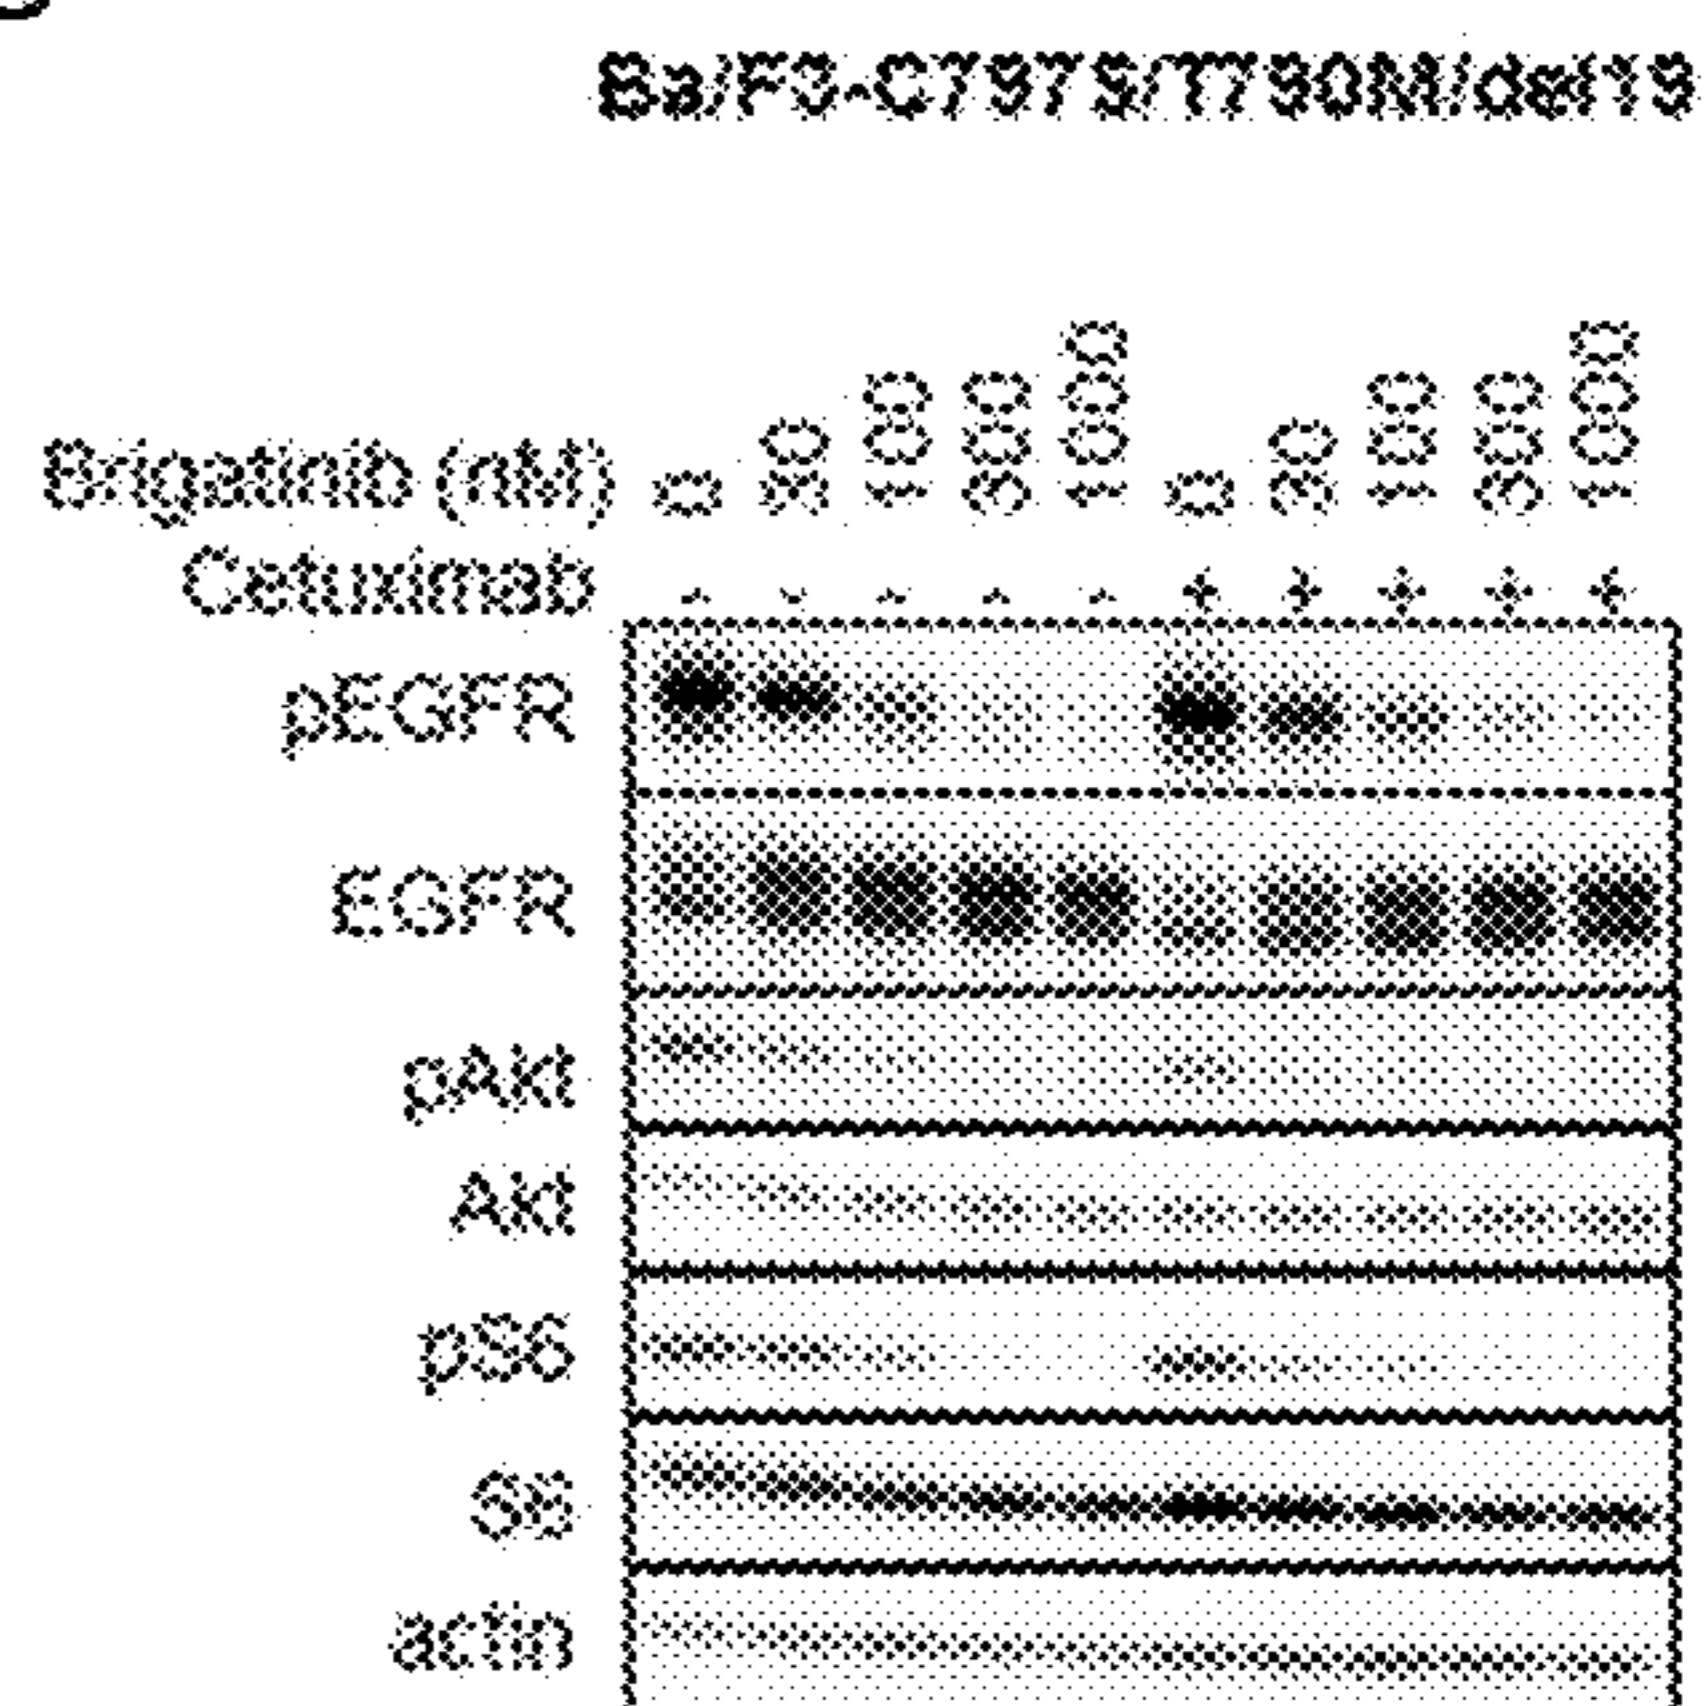 Ba/F3-C797S/T790M/del19
Brigatinib (nM) 0 30 100 300 1000 0 30 100 300 1000
Cetuximab - - - - - + + + + +
pEGFR
EGFR
pAkt
Akt
pS6
S6
actin